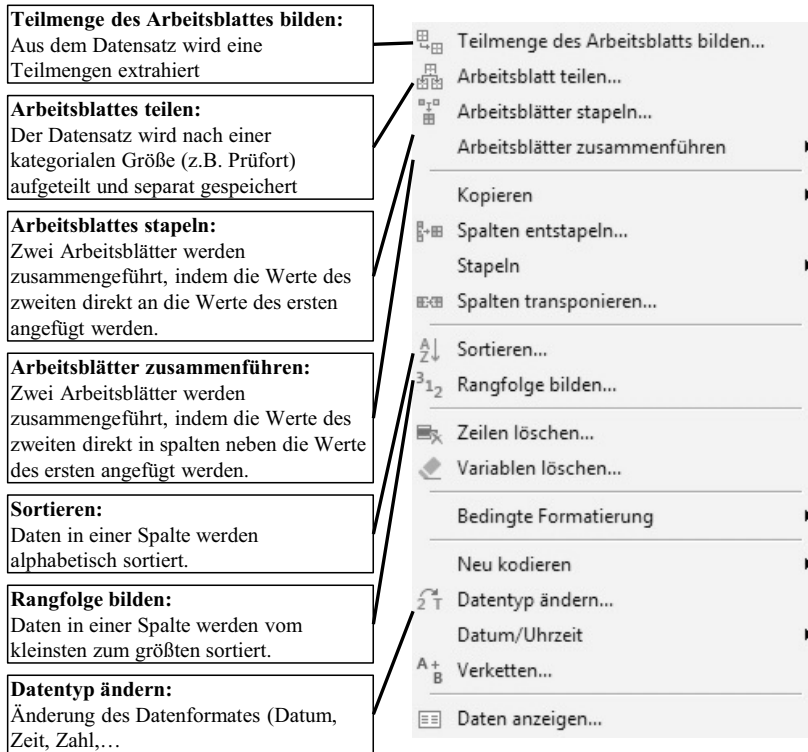 Teilmenge des Arbeitsblattes bilden:
Aus dem Datensatz wird eine
Teilmengen extrahiert
Arbeitsblattes teilen:
Der Datensatz wird nach einer
kategorialen Größe (z.B. Prüfort)
aufgeteilt und separat gespeichert
Arbeitsblattes stapeln:
Zwei Arbeitsblätter werden
zusammengeführt, indem die Werte des
zweiten direkt an die Werte des ersten
angefügt werden.
Arbeitsblätter zusammenführen:
Zwei Arbeitsblätter werden
zusammengeführt, indem die Werte des
zweiten direkt in spalten neben die Werte
des ersten angefügt werden.
Sortieren:
Daten in einer Spalte werden
alphabetisch sortiert.
Rangfolge bilden:
Daten in einer Spalte werden vom
kleinsten zum größten sortiert.
Datentyp ändern:
Änderung des Datenformates (Datum,
Zeit, Zahl,…
Teilmenge des Arbeitsblatts bilden...
Arbeitsblatt teilen...
Arbeitsblätter stapeln...
Arbeitsblätter zusammenführen
Kopieren
Spalten entstapeln...
Stapeln
Spalten transponieren...
A Z Sortieren...
3 1 2 Rangfolge bilden...
Zeilen löschen...
Variablen löschen...
Bedingte Formatierung
Neu kodieren
2 T Datentyp ändern...
Datum/Uhrzeit
A + B Verketten...
Daten anzeigen...